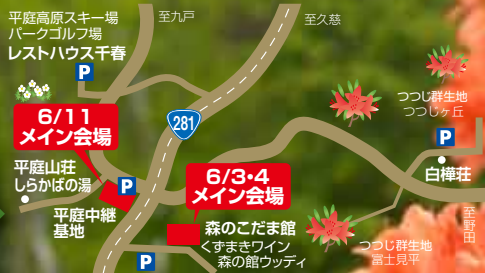 平庭高原スキー場
パークゴルフ場
レストハウス千春
至九戸
至久慈
P
6/11
メイン会場
281
つつじ群生地
つつじヶ丘
P
白樺荘
平庭山荘
しらかばの湯
P
平庭中継
基地
6/3・4
メイン会場
森のこだま館
くずまきワイン
森の館ウッディ
P
つつじ群生地
富士見平
至野田